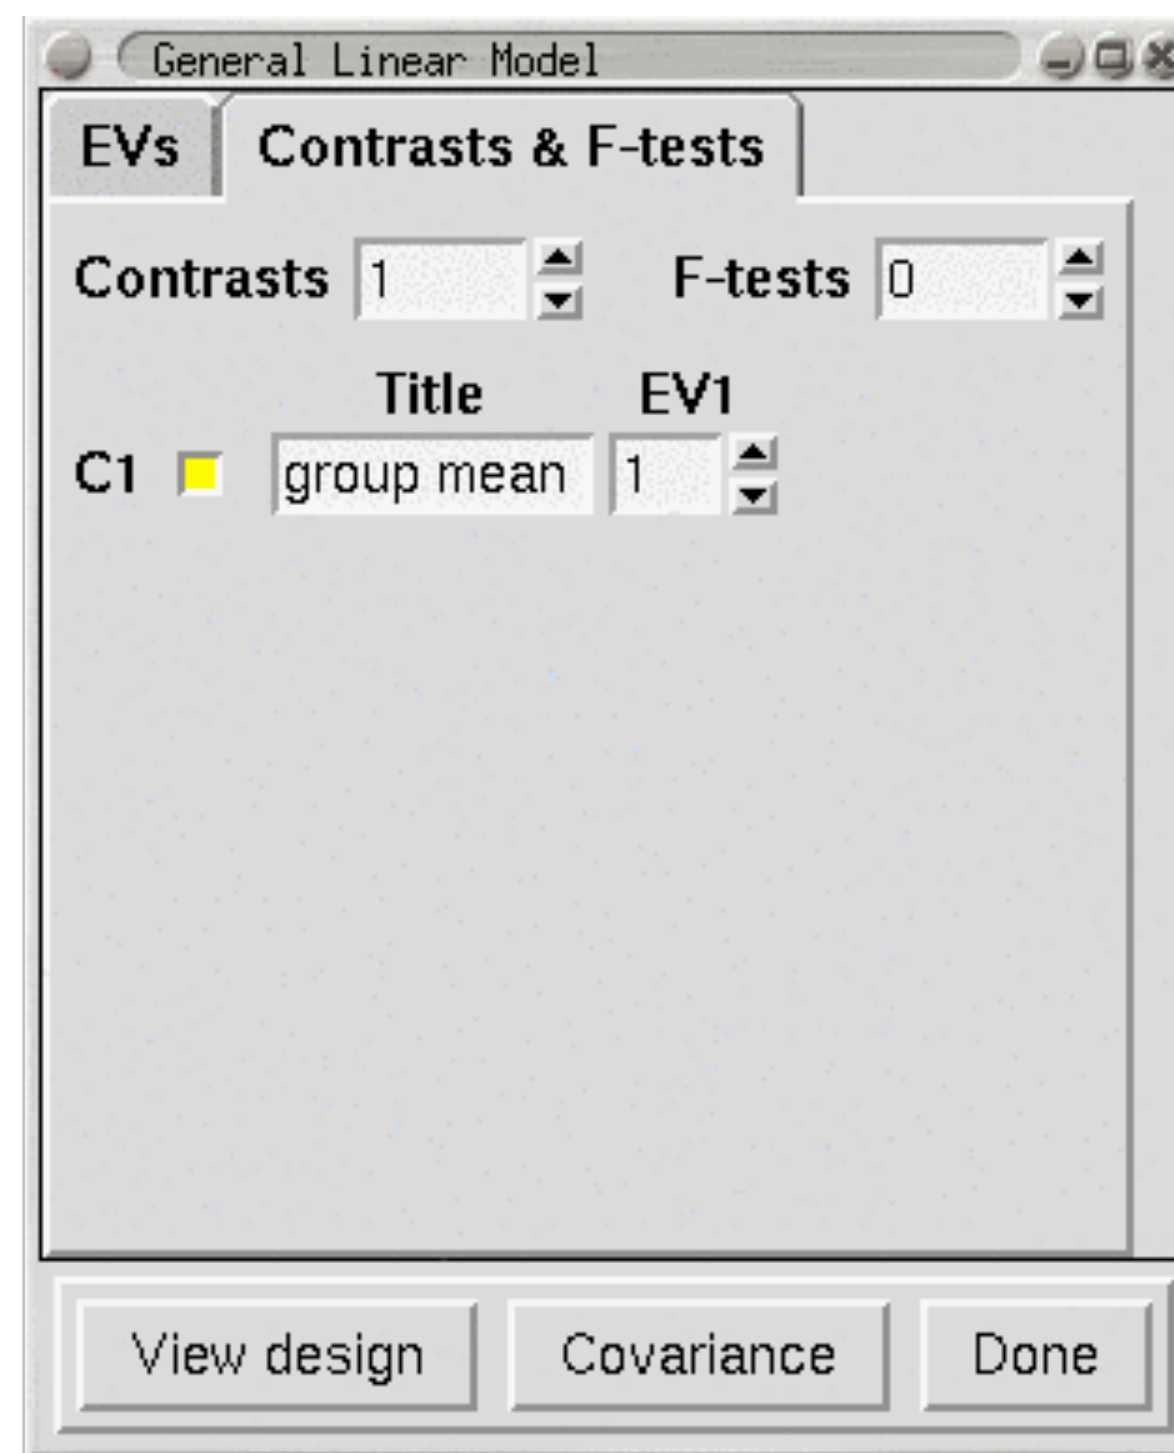 General Linear Model
EVs Contrasts & F-tests
Contrasts 1 F-tests 0
Title EV1
C1 group mean 1
View design Covariance Done